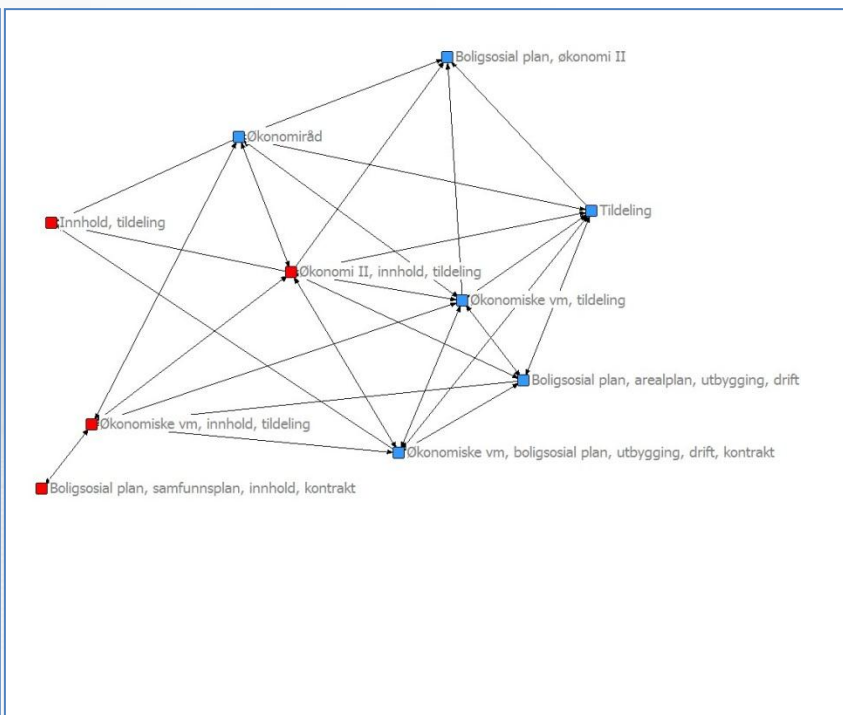 Boligsosial plan, økonomi II
Økonomiråd
Tildeling
Innhold, tildeling
Økonomi II, innhold, tildeling
Økonomiske vm, tildeling
Boligsosial plan, arealplan, utbygging, drift
Økonomiske vm, innhold, tildeling
Økonomiske vm, boligsosial plan, utbygging, drift, kontrakt
Boligsosial plan, samfunnsplan, innhold, kontrakt